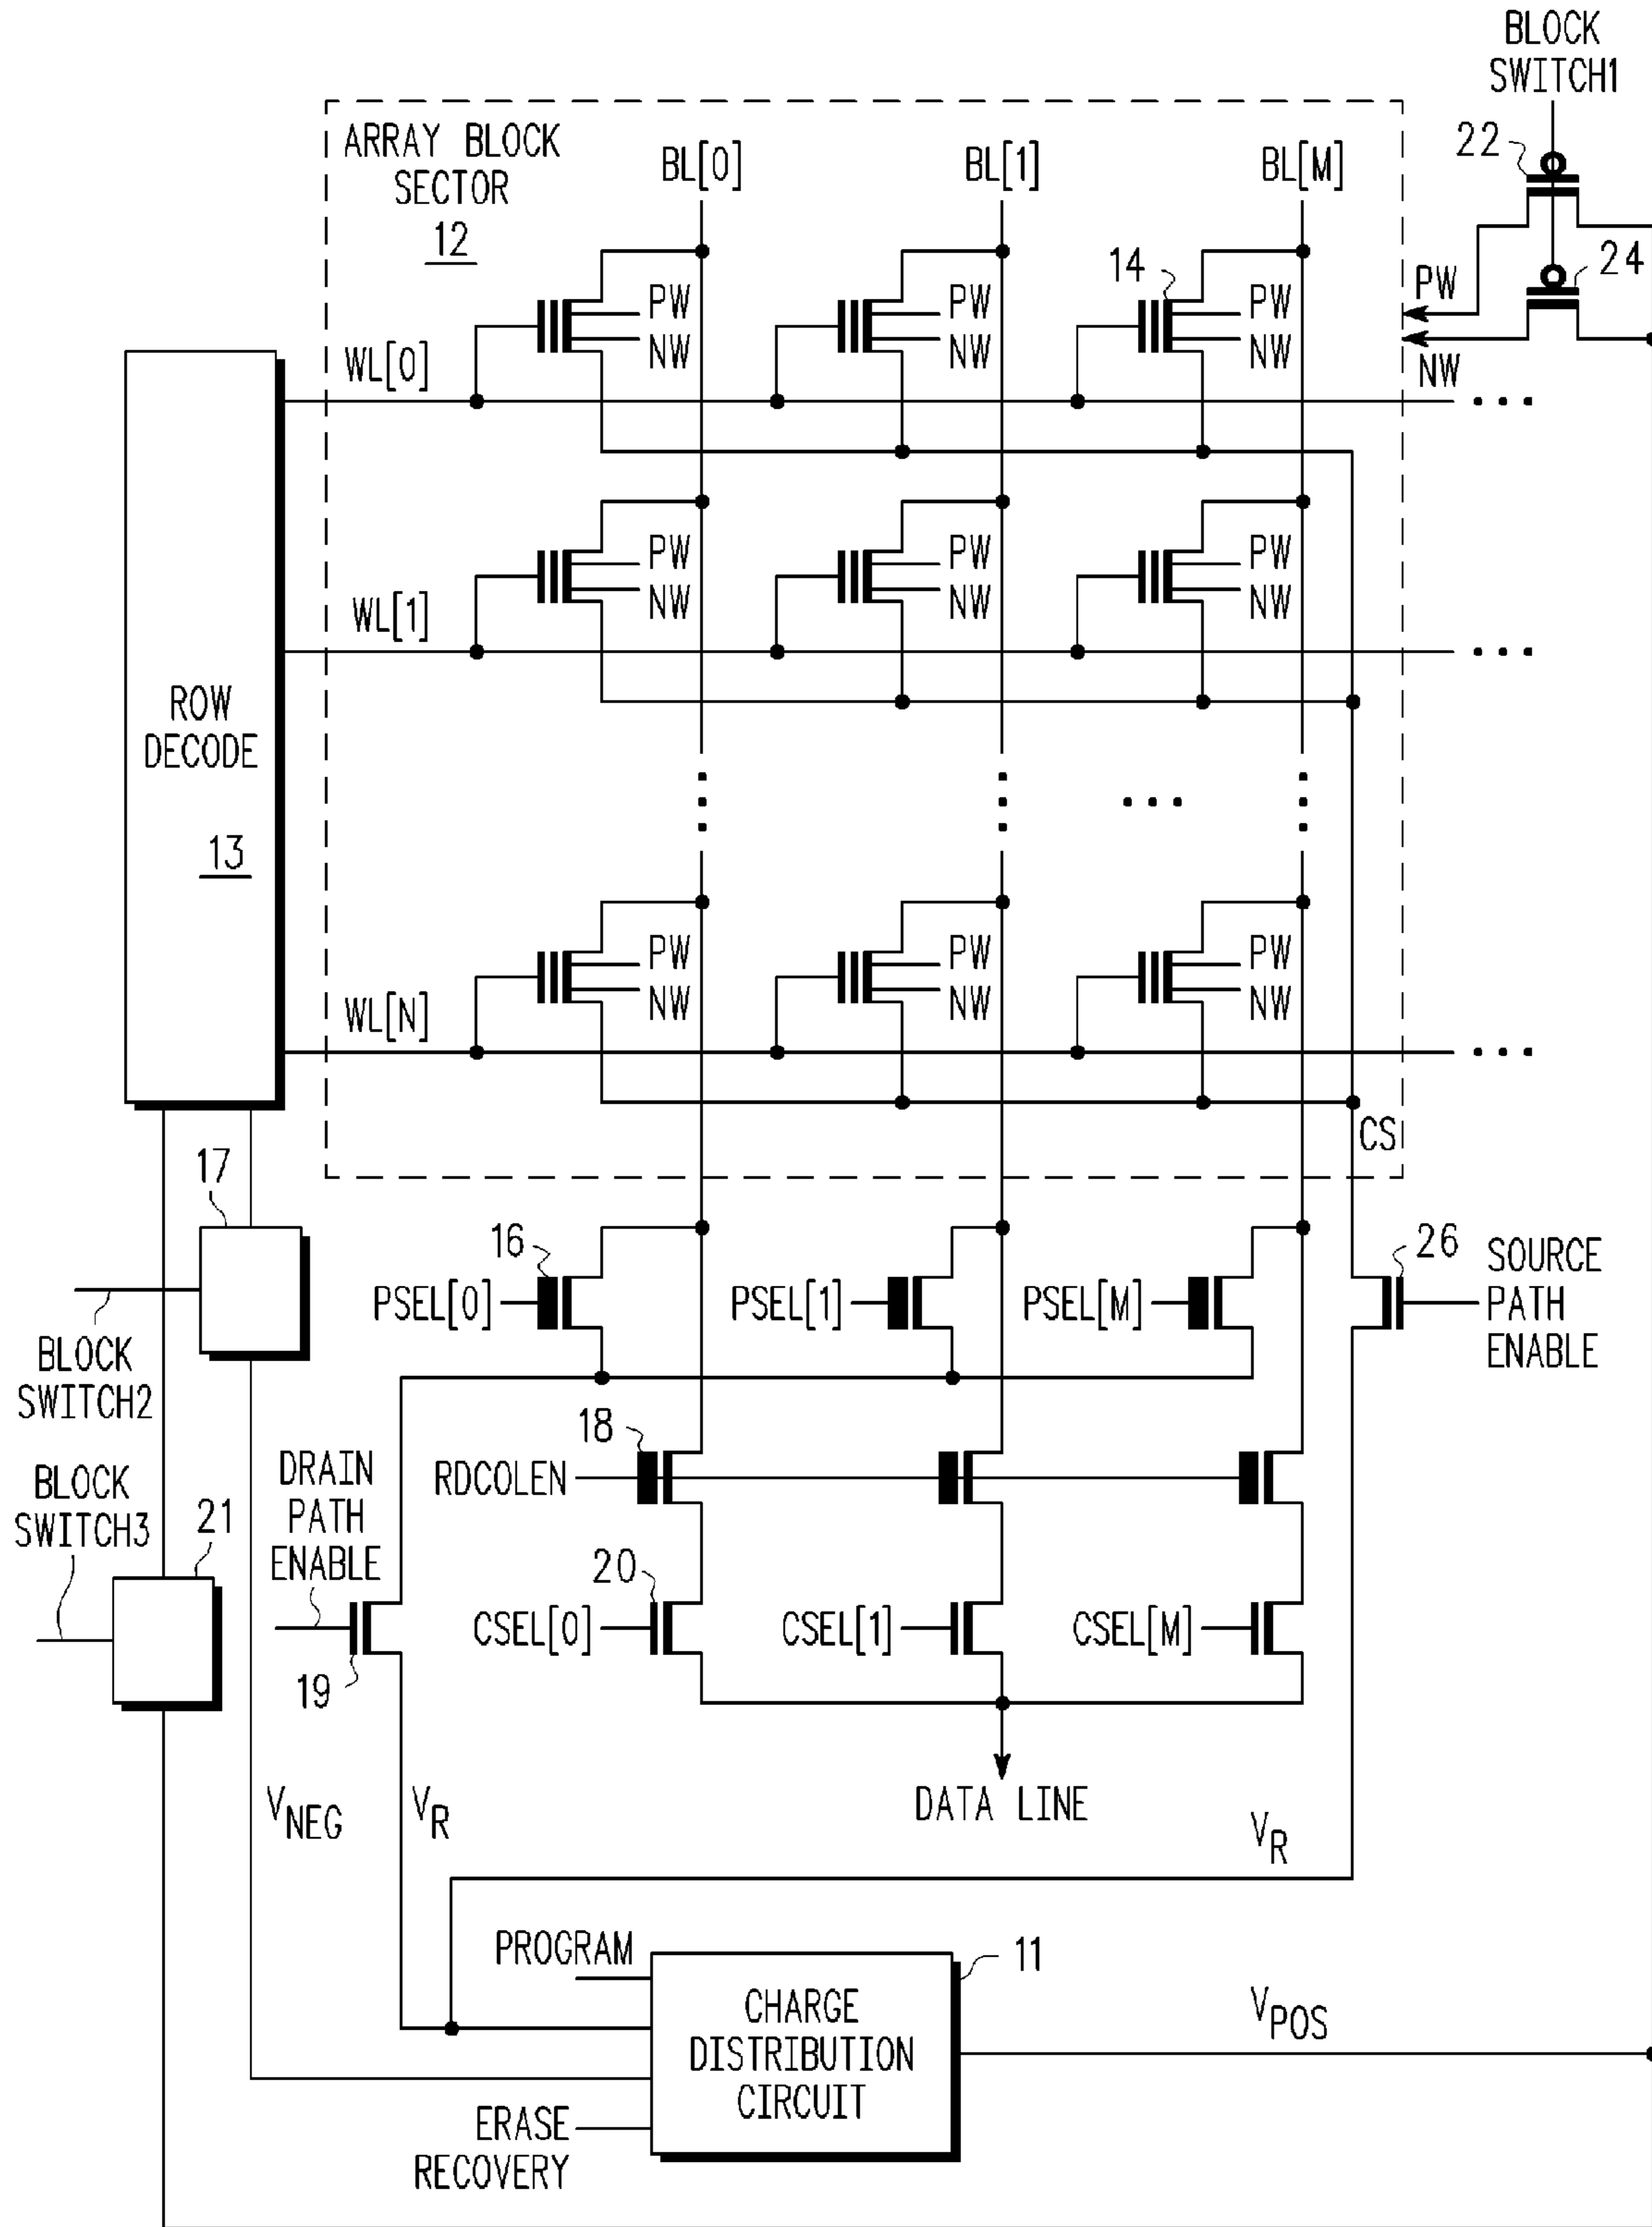 BLOCK
SWITCH1
22
24
PW
NW
ARRAY BLOCK
SECTOR
12
BL[0]
BL[1]
BL[M]
14
PW
NW
PW
NW
PW
NW
WL[0]
PW
NW
PW
NW
PW
NW
WL[1]
ROW
DECODE
13
PW
NW
PW
NW
PW
NW
WL[N]
CS
17
BLOCK
SWITCH2
16
PSEL[0]
PSEL[1]
PSEL[M]
26
SOURCE
PATH
ENABLE
18
RDCOLEN
BLOCK
SWITCH3
21
DRAIN
PATH
ENABLE
19
20
CSEL[0]
CSEL[1]
CSEL[M]
DATA LINE
VNEG
VR
VR
PROGRAM
11
CHARGE
DISTRIBUTION
CIRCUIT
VPOS
ERASE
RECOVERY